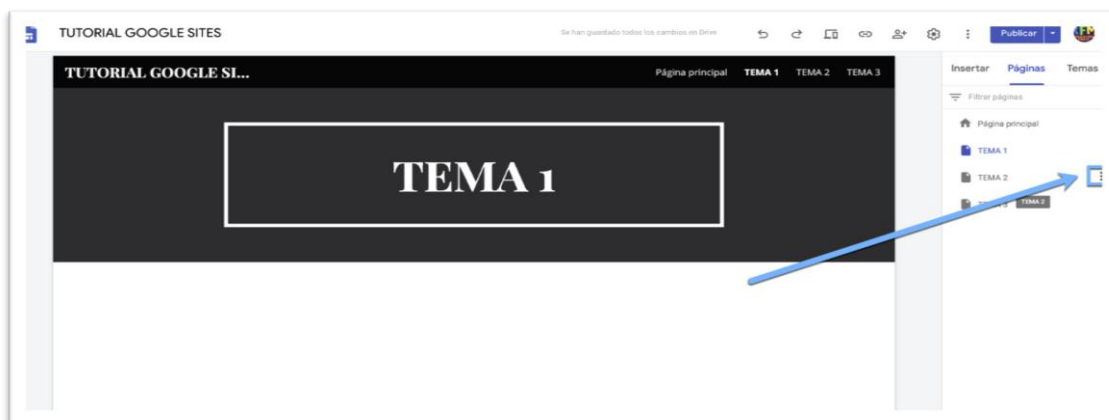 TUTORIAL GOOGLE SITES
Se han guardado todos los cambios en Drive
Publicar
TUTORIAL GOOGLE SI...
Página principal TEMA 1 TEMA 2 TEMA 3
Insertar Páginas Temas
Filtrar páginas
Página principal
TEMA 1
TEMA 1
TEMA 2
TEMA 2